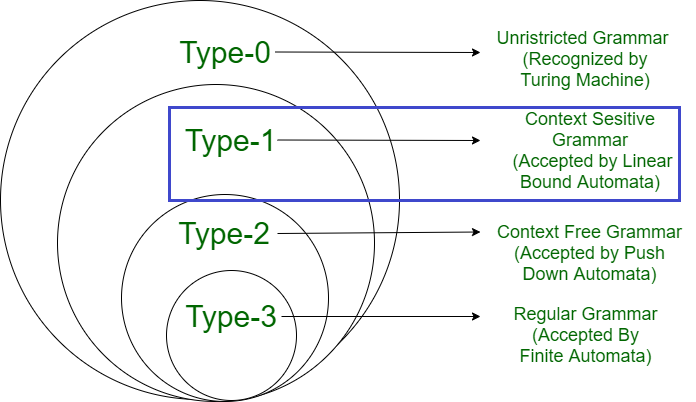 Type-0
Unristricted Grammar
(Recognized by
Turing Machine)
Type-1
Context Sesitive
Grammar
(Accepted by Linear
Bound Automata)
Type-2
Context Free Grammar
(Accepted by Push
Down Automata)
Type-3
Regular Grammar
(Accepted By
Finite Automata)